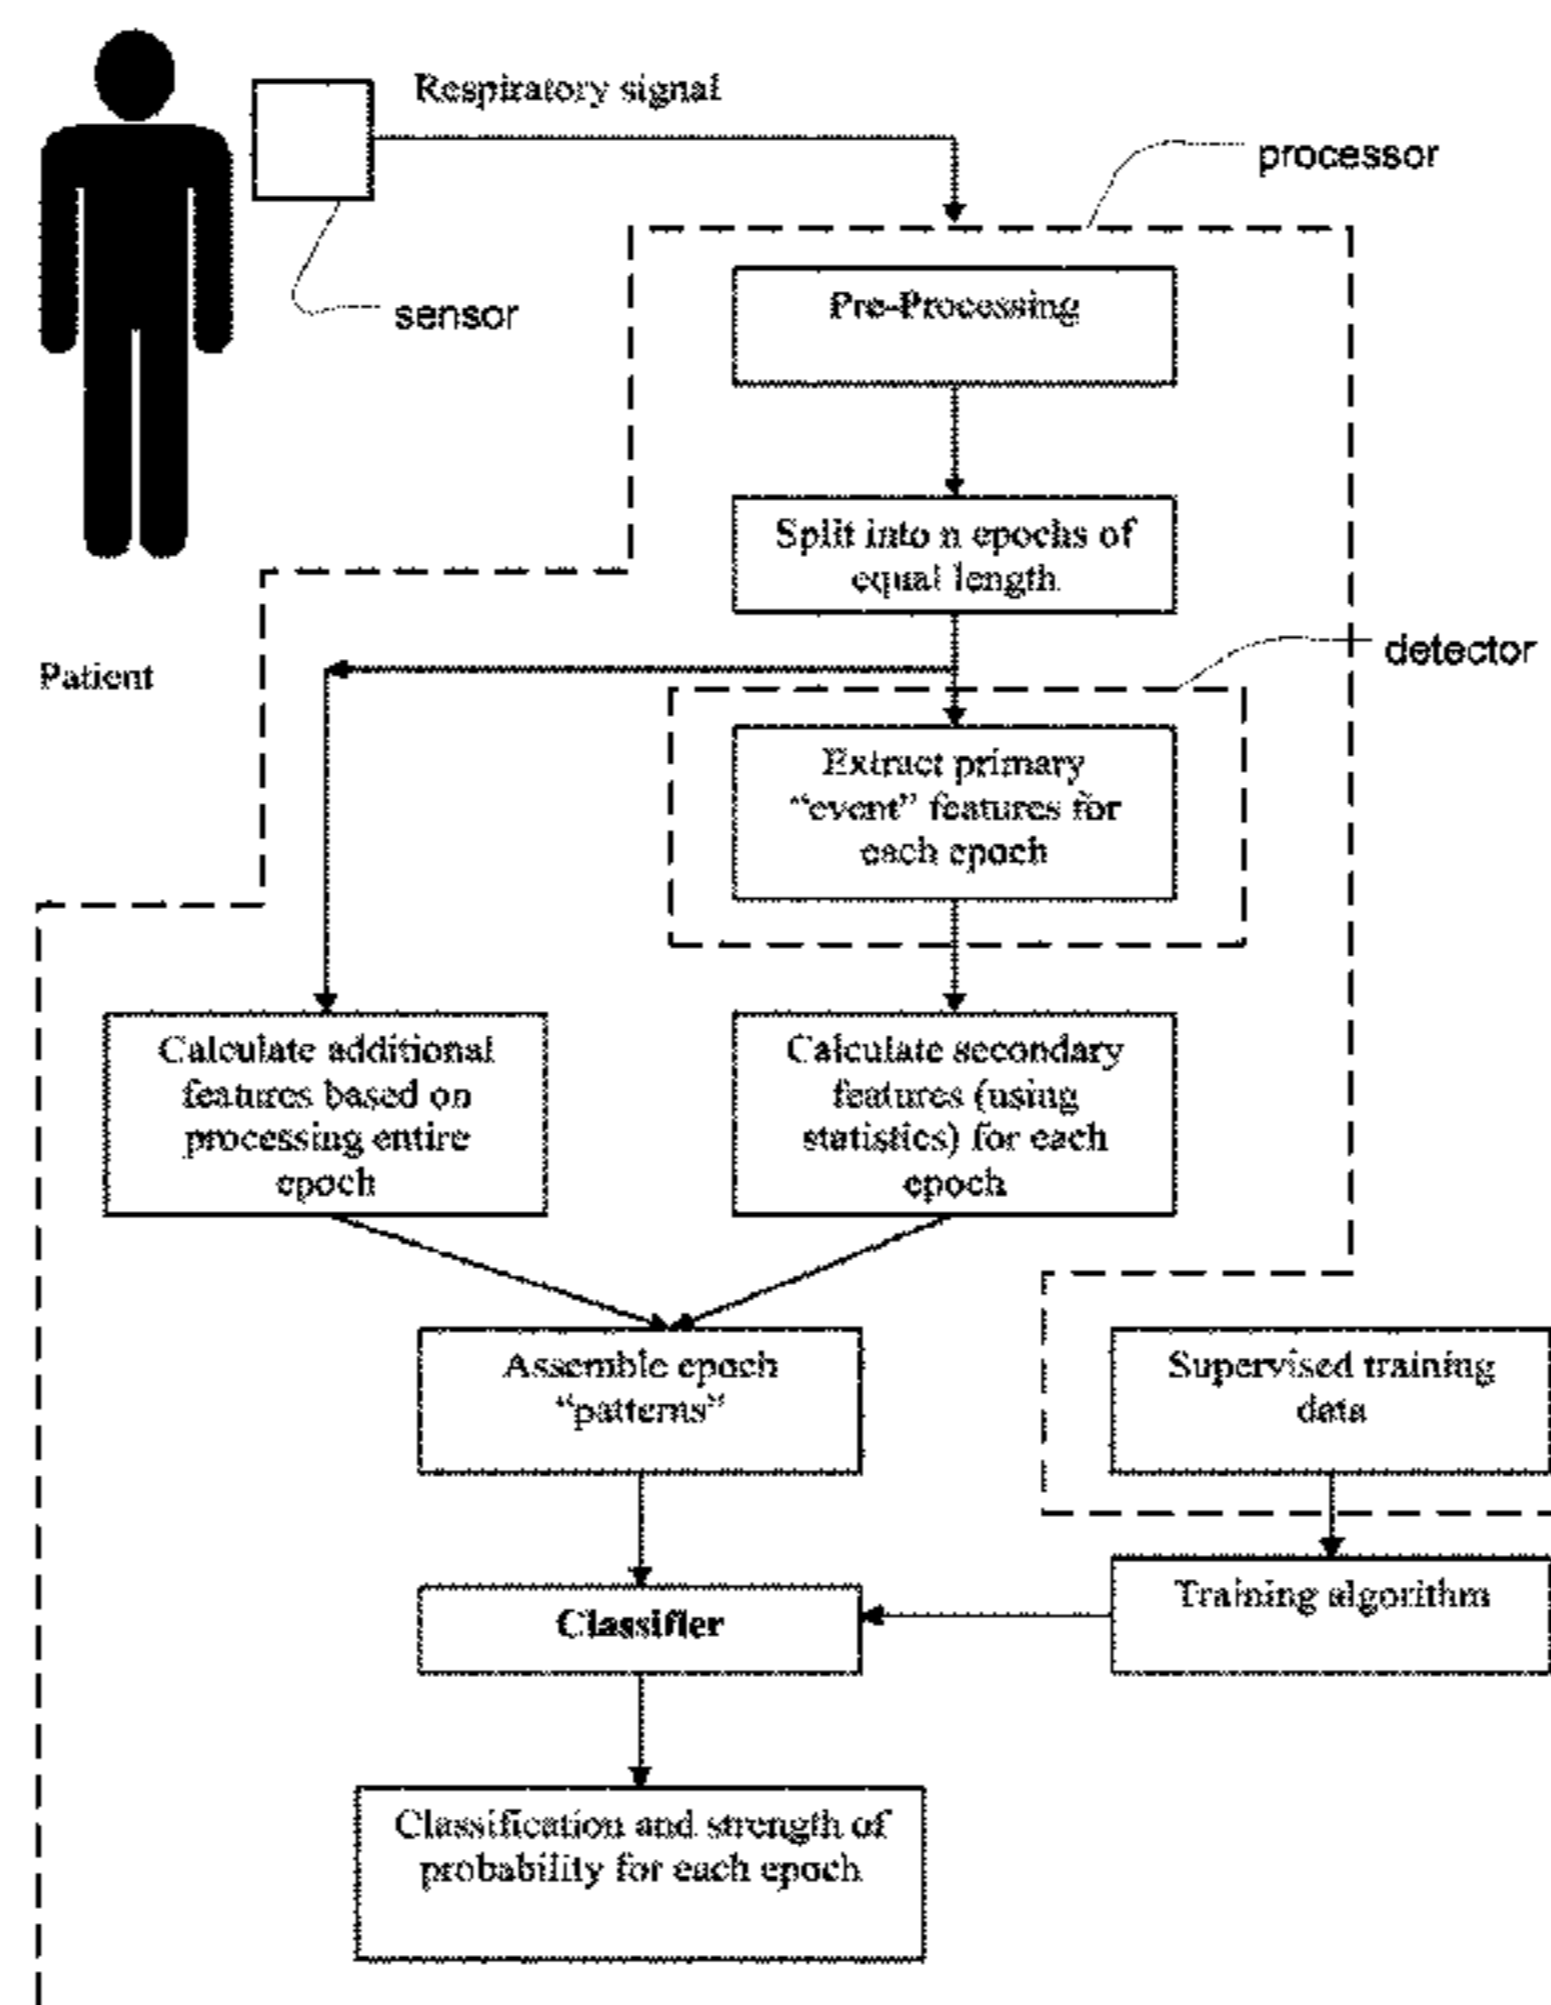 Respiratory signal
processor
sensor
Pre-Processing
Split into n epochs of
equal length
Patient
detector
Extract primary
“event” features for
each epoch
Calculate additional
features based on
processing entire
epoch
Calculate secondary
features (using
statistics) for each
epoch
Assemble epoch
“patterns”
Supervised training
data
Training algorithm
Classifier
Classification and strength of
probability for each epoch